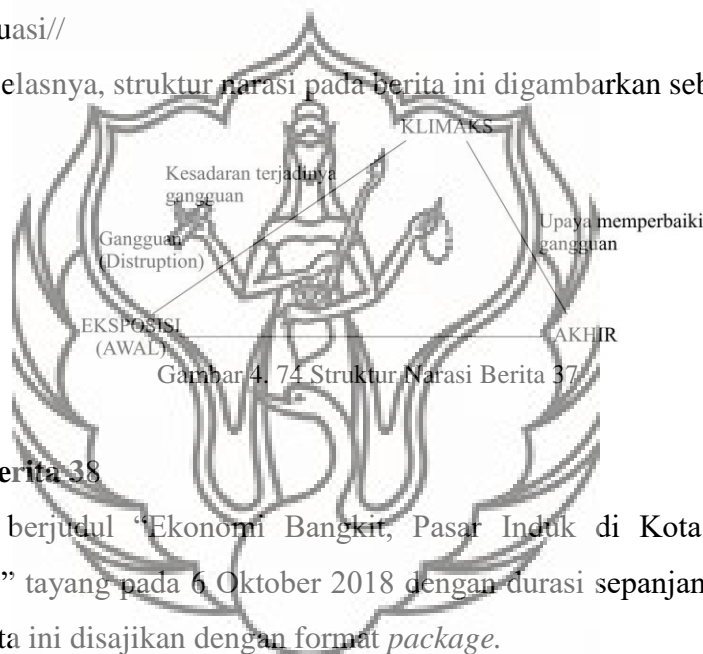 uasi//
elasnya, struktur narasi pada berita ini digambarkan seb
KLIMAKS
Kesadaran terjadinya
gangguan
Upaya memperbaiki
gangguan
Gangguan
(Distruption)
EKSPOSISI
(AWAL)
AKHIR
Gambar 4. 74 Struktur Narasi Berita 37
erita 38
berjudul “Ekonomi Bangkit, Pasar Induk di Kota
” tayang pada 6 Oktober 2018 dengan durasi sepanjan
ta ini disajikan dengan format package.